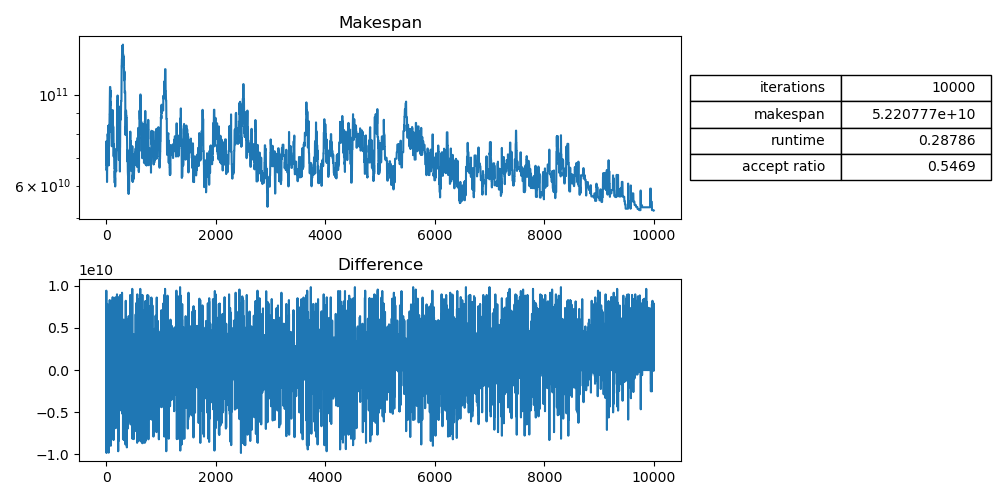 Makespan
10^11
6 × 10^10
0 2000 4000 6000 8000 10000
iterations 10000
makespan 5.220777e+10
runtime 0.28786
accept ratio 0.5469
Difference
1e10
1.0
0.5
0.0
−0.5
−1.0
0 2000 4000 6000 8000 10000